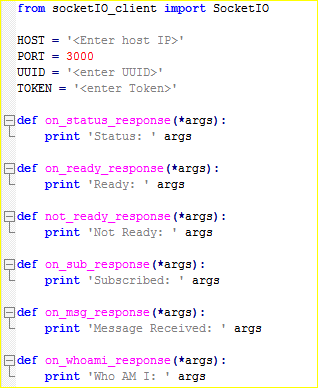 from socketIO_client import SocketIO
HOST = '<Enter host IP>'
PORT = 3000
UUID = '<enter UUID>'
TOKEN = '<enter Token>'
def on_status_response(*args):
print 'Status: ' args
def on_ready_response(*args):
print 'Ready: ' args
def not_ready_response(*args):
print 'Not Ready: ' args
def on_sub_response(*args):
print 'Subscribed: ' args
def on_msg_response(*args):
print 'Message Received: ' args
def on_whoami_response(*args):
print 'Who AM I: ' args